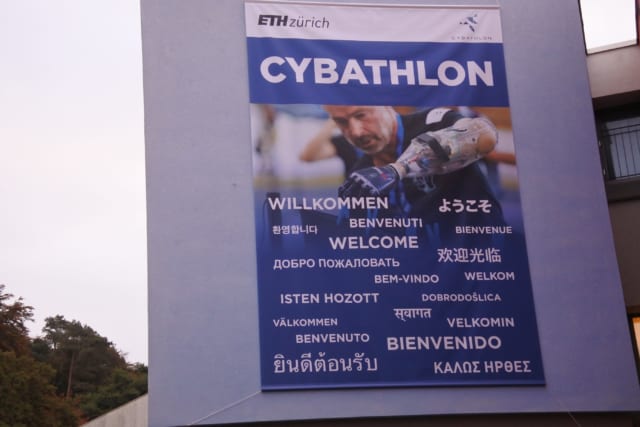 ETH zürich
CYBATHLON
CYBATHLON
WILLKOMMEN
ようこそ
BENVENUTI
환영합니다
BIENVENUE
WELCOME
欢迎光临
ДОБРО ПОЖАЛОВАТЬ
BEM-VINDO
WELKOM
ISTEN HOZOTT
DOBRODOŠLICA
स्वागत
VÄLKOMMEN
VELKOMIN
BENVENUTO
BIENVENIDO
ยินดีต้อนรับ
ΚΑΛΩΣ ΗΡΘΕΣ